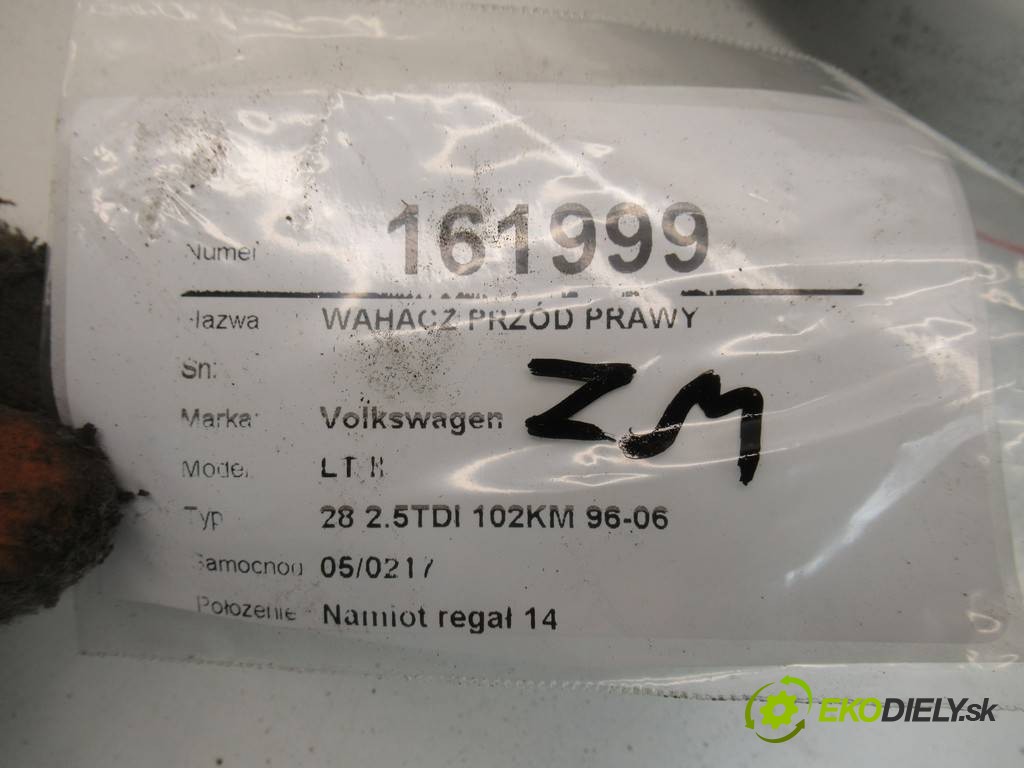 Numer 161999
Nazwa WAHACZ PRZÓD PRAWY
Sn:
Marka: Volkswagen
Model LT II
Typ 28 2.5TDI 102KM 96-06
Samochód 05/0217
Położenie Namiot regał 14
ZM
EKODIELY.sk